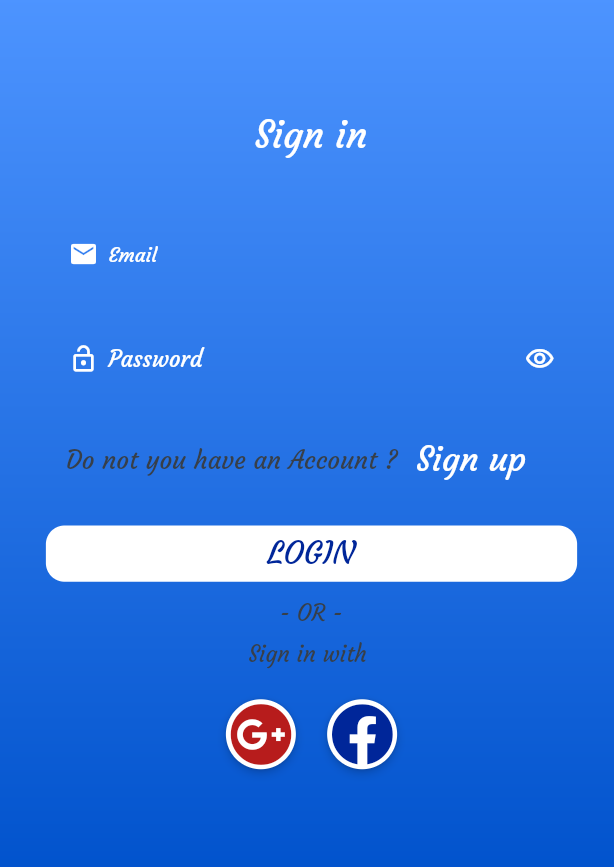 Sign in
Email
Password
Do not you have an Account ? Sign up
LOGIN
- OR -
Sign in with
G+ f